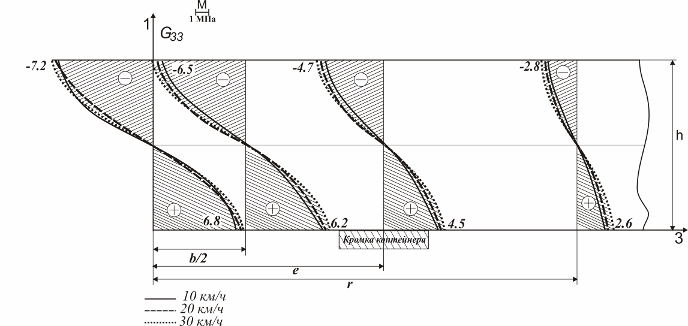 М
1 МПа
1
G33
-7.2
-6.5
-4.7
-2.8
h
6.8
6.2
4.5
2.6
3
Кромка контейнера
b/2
e
r
10 км/ч
20 км/ч
30 км/ч